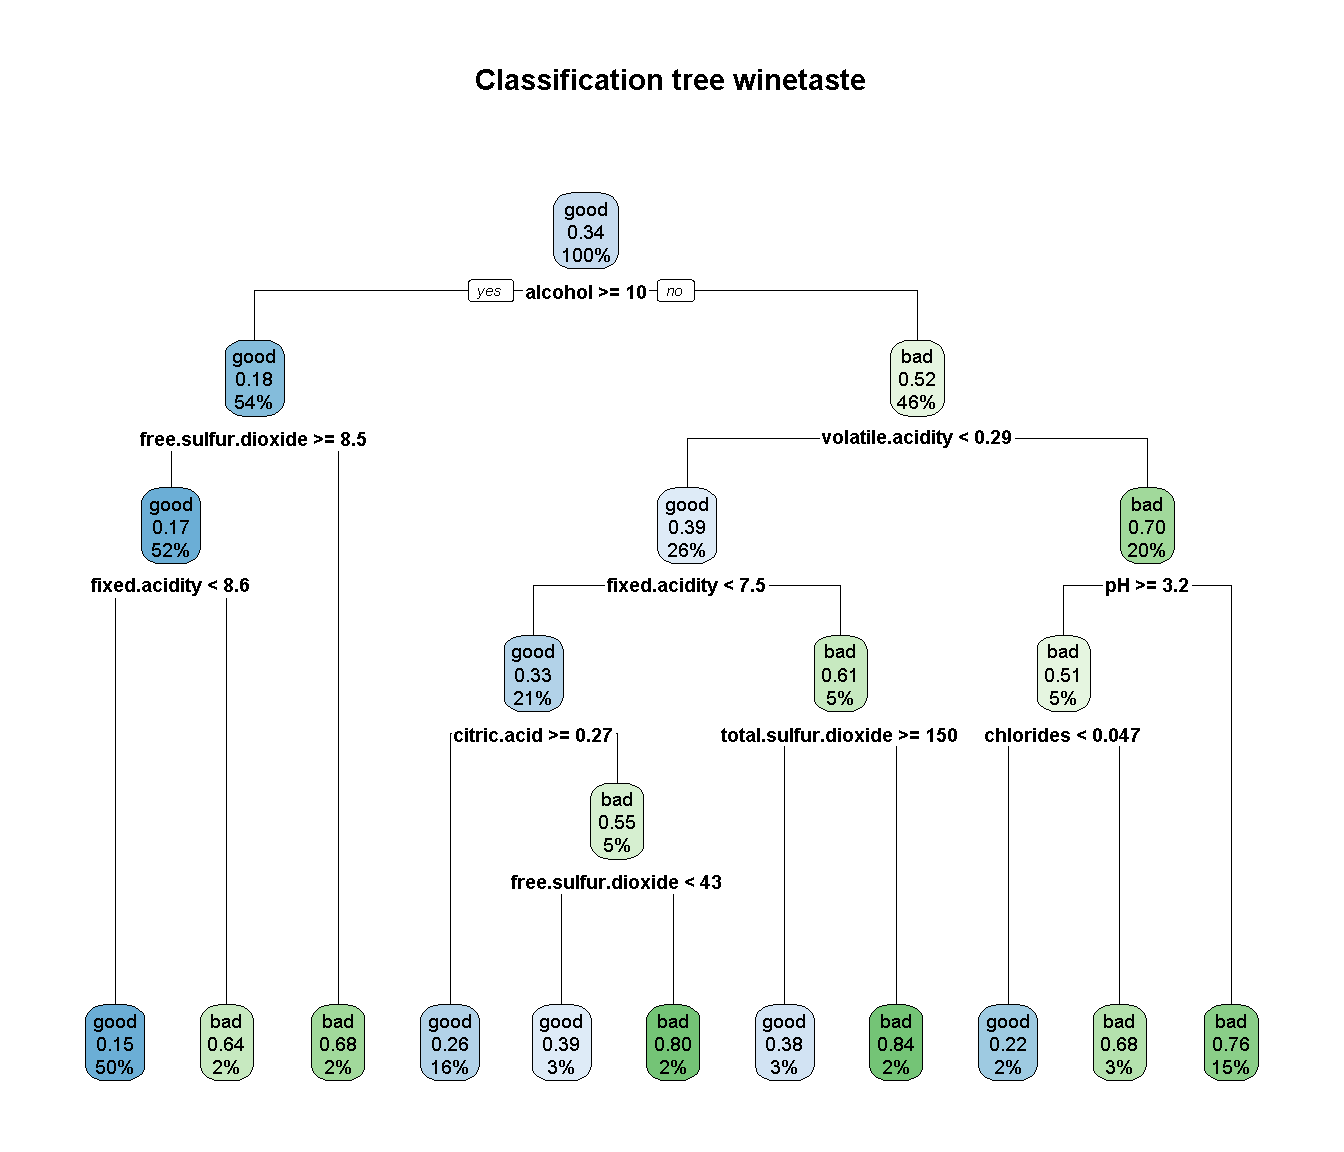 Classification tree winetaste
good
0.34
100%
yes alcohol >= 10 no
good
0.18
54%
bad
0.52
46%
free.sulfur.dioxide >= 8.5
volatile.acidity < 0.29
good
0.17
52%
good
0.39
26%
bad
0.70
20%
fixed.acidity < 8.6
fixed.acidity < 7.5
pH >= 3.2
good
0.33
21%
bad
0.61
5%
bad
0.51
5%
citric.acid >= 0.27
total.sulfur.dioxide >= 150
chlorides < 0.047
bad
0.55
5%
free.sulfur.dioxide < 43
good
0.15
50%
bad
0.64
2%
bad
0.68
2%
good
0.26
16%
good
0.39
3%
bad
0.80
2%
good
0.38
3%
bad
0.84
2%
good
0.22
2%
bad
0.68
3%
bad
0.76
15%